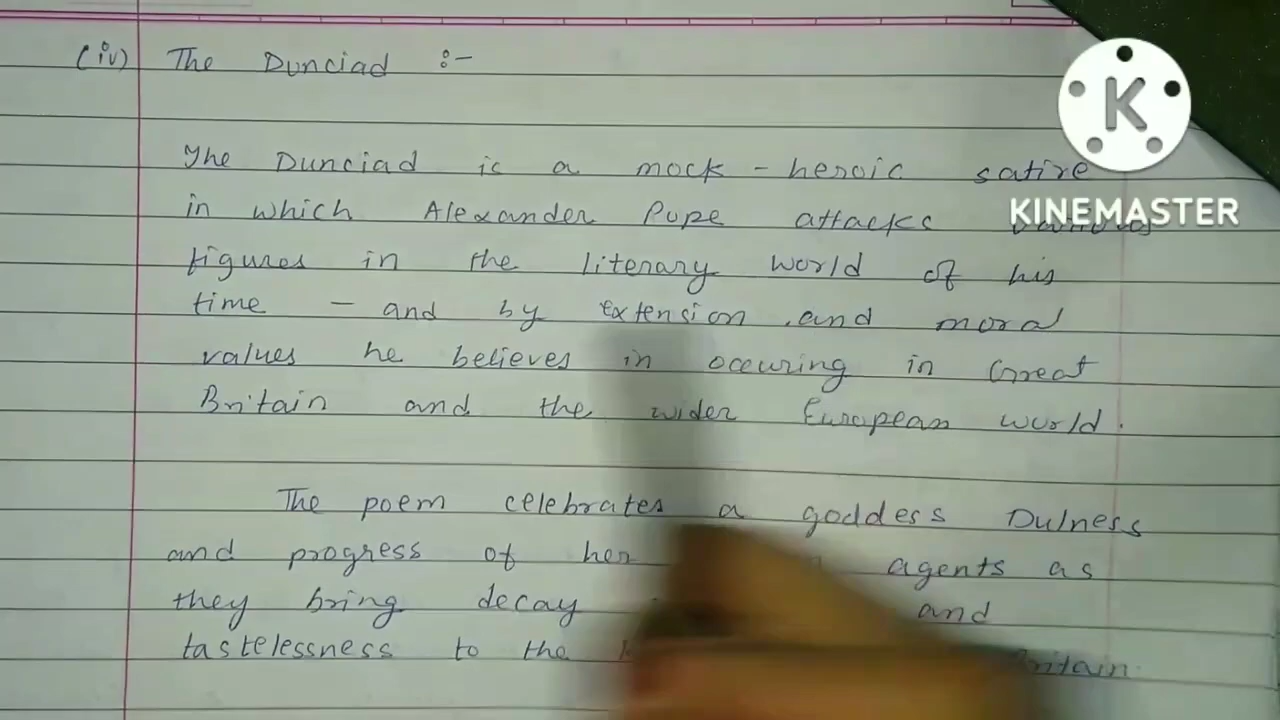 (iv) The Dunciad :-
The Dunciad is a mock - heroic satire
in which Alexander Pope attacks
figures in the literary world of his
time - and by extension .and moral
values he believes in occuring in Great
Britain and the wider European world.
The poem celebrates a goddess Dulness
and progress of her agents as
they bring decay and
tastelessness to the
K
KINEMASTER